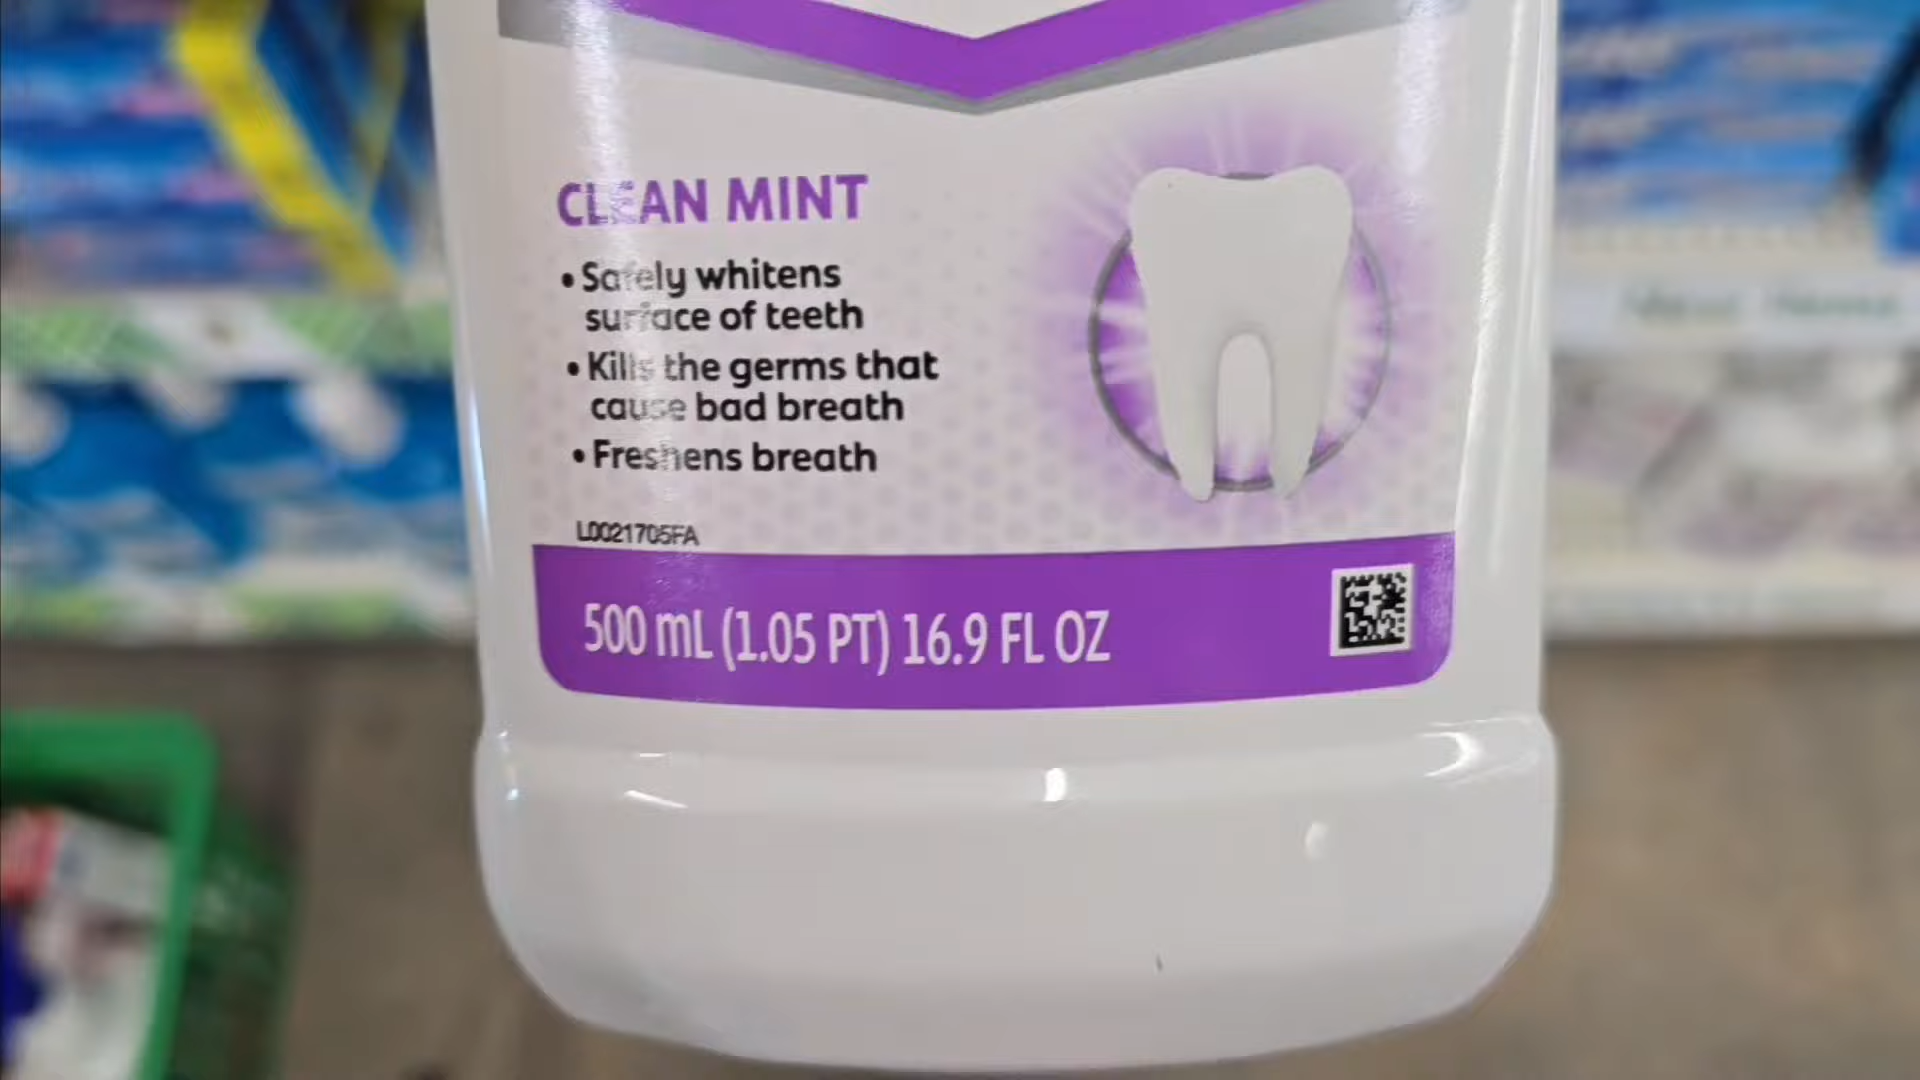 CLEAN MINT
• Safely whitens
surface of teeth
• Kills the germs that
cause bad breath
• Freshens breath
L0021705FA
500 mL (1.05 PT) 16.9 FL OZ